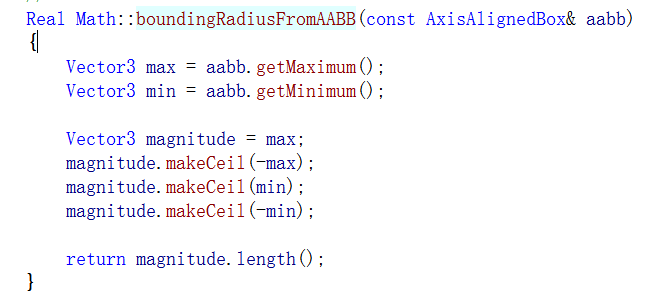 Real Math::boundingRadiusFromAABB(const AxisAlignedBox& aabb)
{
    Vector3 max = aabb.getMaximum();
    Vector3 min = aabb.getMinimum();

    Vector3 magnitude = max;
    magnitude.makeCeil(-max);
    magnitude.makeCeil(min);
    magnitude.makeCeil(-min);

    return magnitude.length();
}